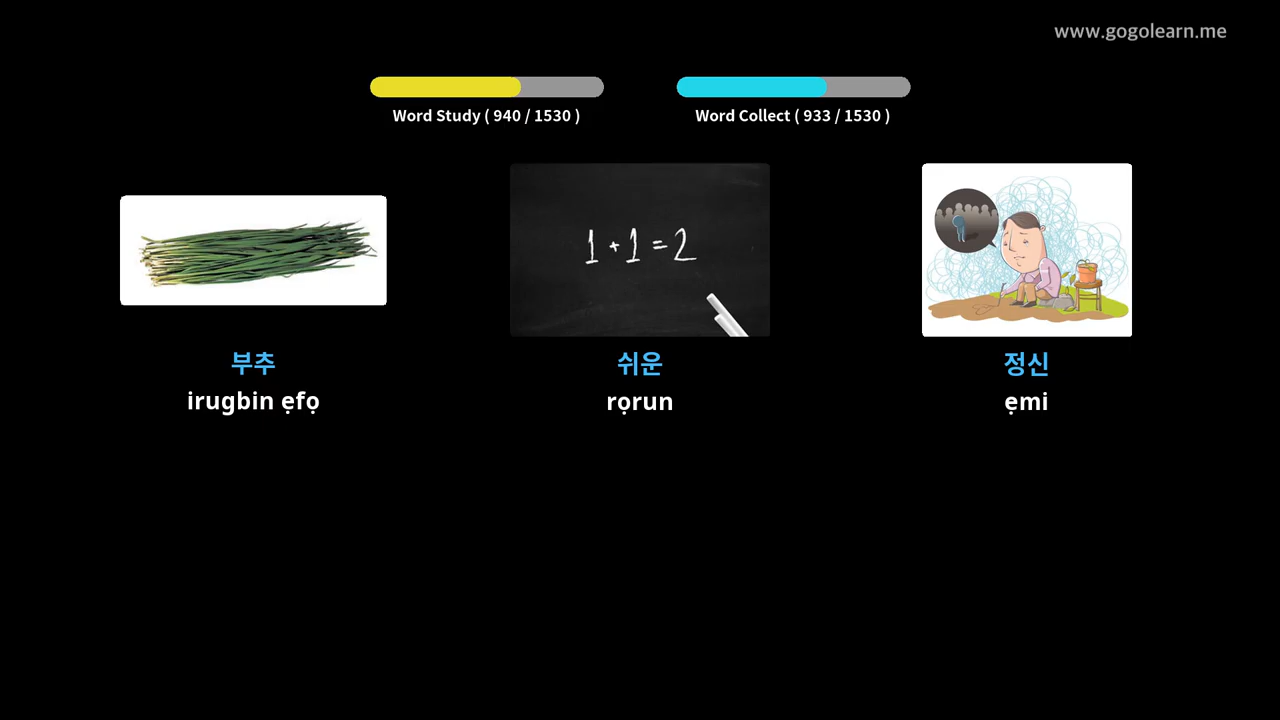 www.gogolearn.me
Word Study ( 940 / 1530 )
Word Collect ( 933 / 1530 )
1 + 1 = 2
부추
irugbin ẹfọ
쉬운
rọrun
정신
ẹmi